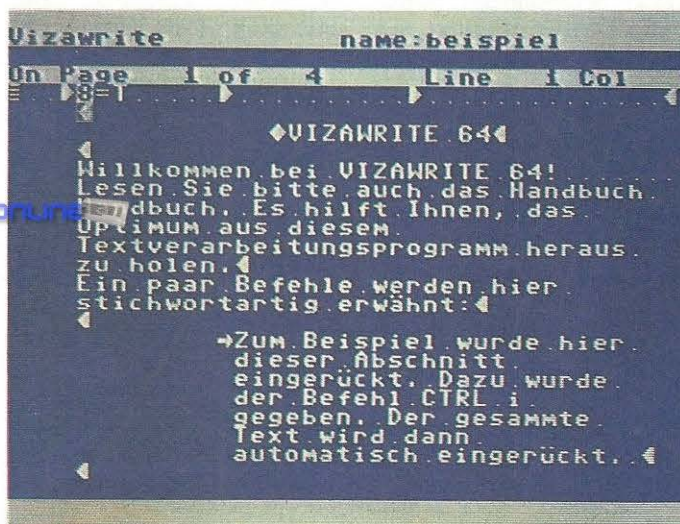 Vizawrite name:beispiel
On Page 1 of 4 Line 1 Col
8=1
VIZAWRITE 64
Willkommen bei VIZAWRITE 64!
Lesen Sie bitte auch das Handbuch
dbuch. Es hilft Ihnen, das
Optimum aus diesem
Textverarbeitungsprogramm heraus
zu holen.
Ein paar Befehle werden hier
stichwortartig erwähnt:
→Zum Beispiel wurde hier
dieser Abschnitt
eingerückt. Dazu wurde
der Befehl CTRL i
gegeben. Der gesammte
Text wird dann
automatisch eingerückt.
online